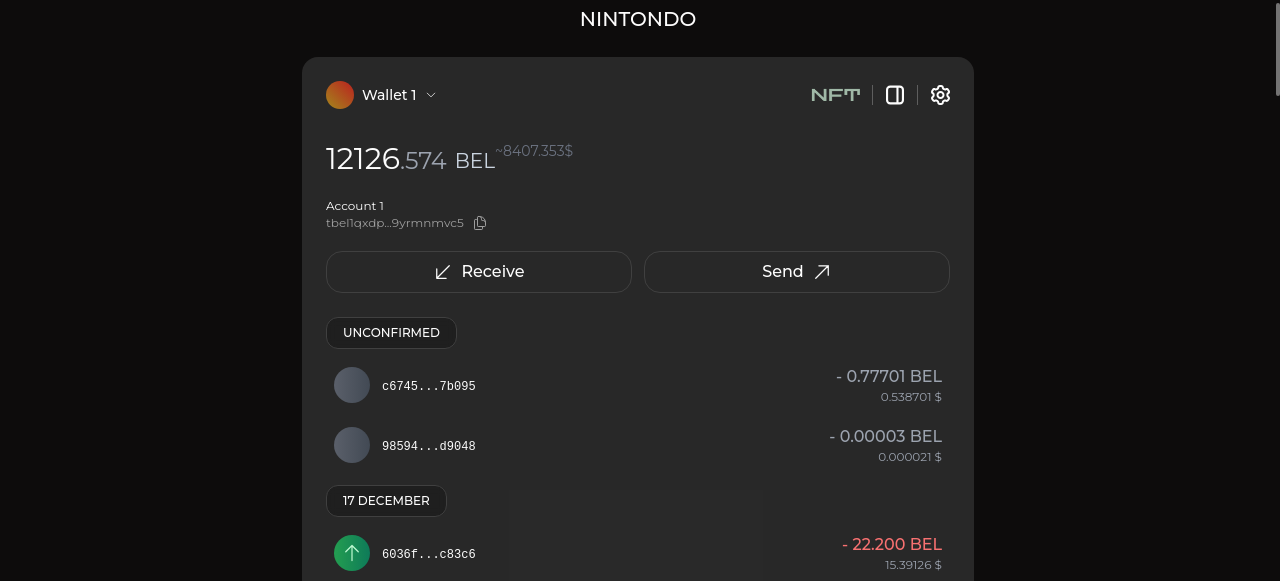 NINTONDO
Wallet 1
NFT
12126.574 BEL ~8407.353$
Account 1
tbel1qxdp...9yrmnmvc5
Receive
Send
UNCONFIRMED
c6745...7b095
- 0.77701 BEL
0.538701 $
98594...d9048
- 0.00003 BEL
0.000021 $
17 DECEMBER
6036f...c83c6
- 22.200 BEL
15.39126 $